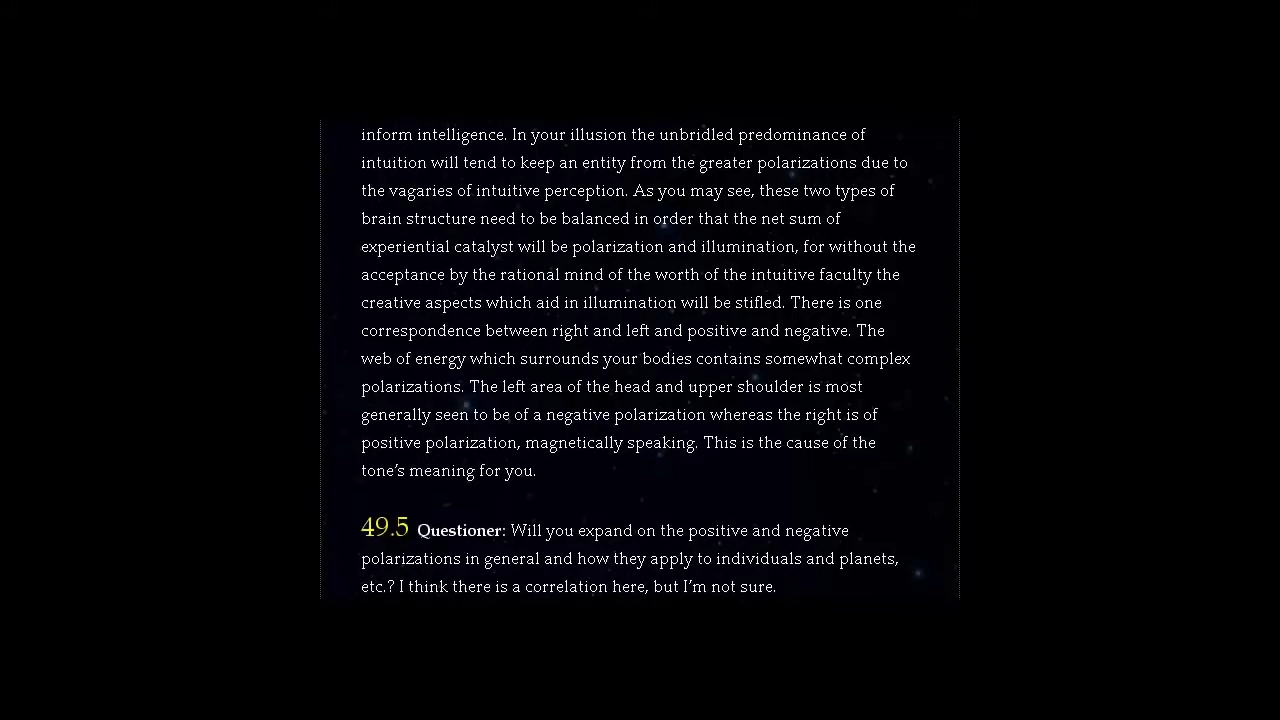 inform intelligence. In your illusion the unbridled predominance of
intuition will tend to keep an entity from the greater polarizations due to
the vagaries of intuitive perception. As you may see, these two types of
brain structure need to be balanced in order that the net sum of
experiential catalyst will be polarization and illumination, for without the
acceptance by the rational mind of the worth of the intuitive faculty the
creative aspects which aid in illumination will be stifled. There is one
correspondence between right and left and positive and negative. The
web of energy which surrounds your bodies contains somewhat complex
polarizations. The left area of the head and upper shoulder is most
generally seen to be of a negative polarization whereas the right is of
positive polarization, magnetically speaking. This is the cause of the
tone’s meaning for you.
49.5 Questioner: Will you expand on the positive and negative
polarizations in general and how they apply to individuals and planets,
etc.? I think there is a correlation here, but I’m not sure.